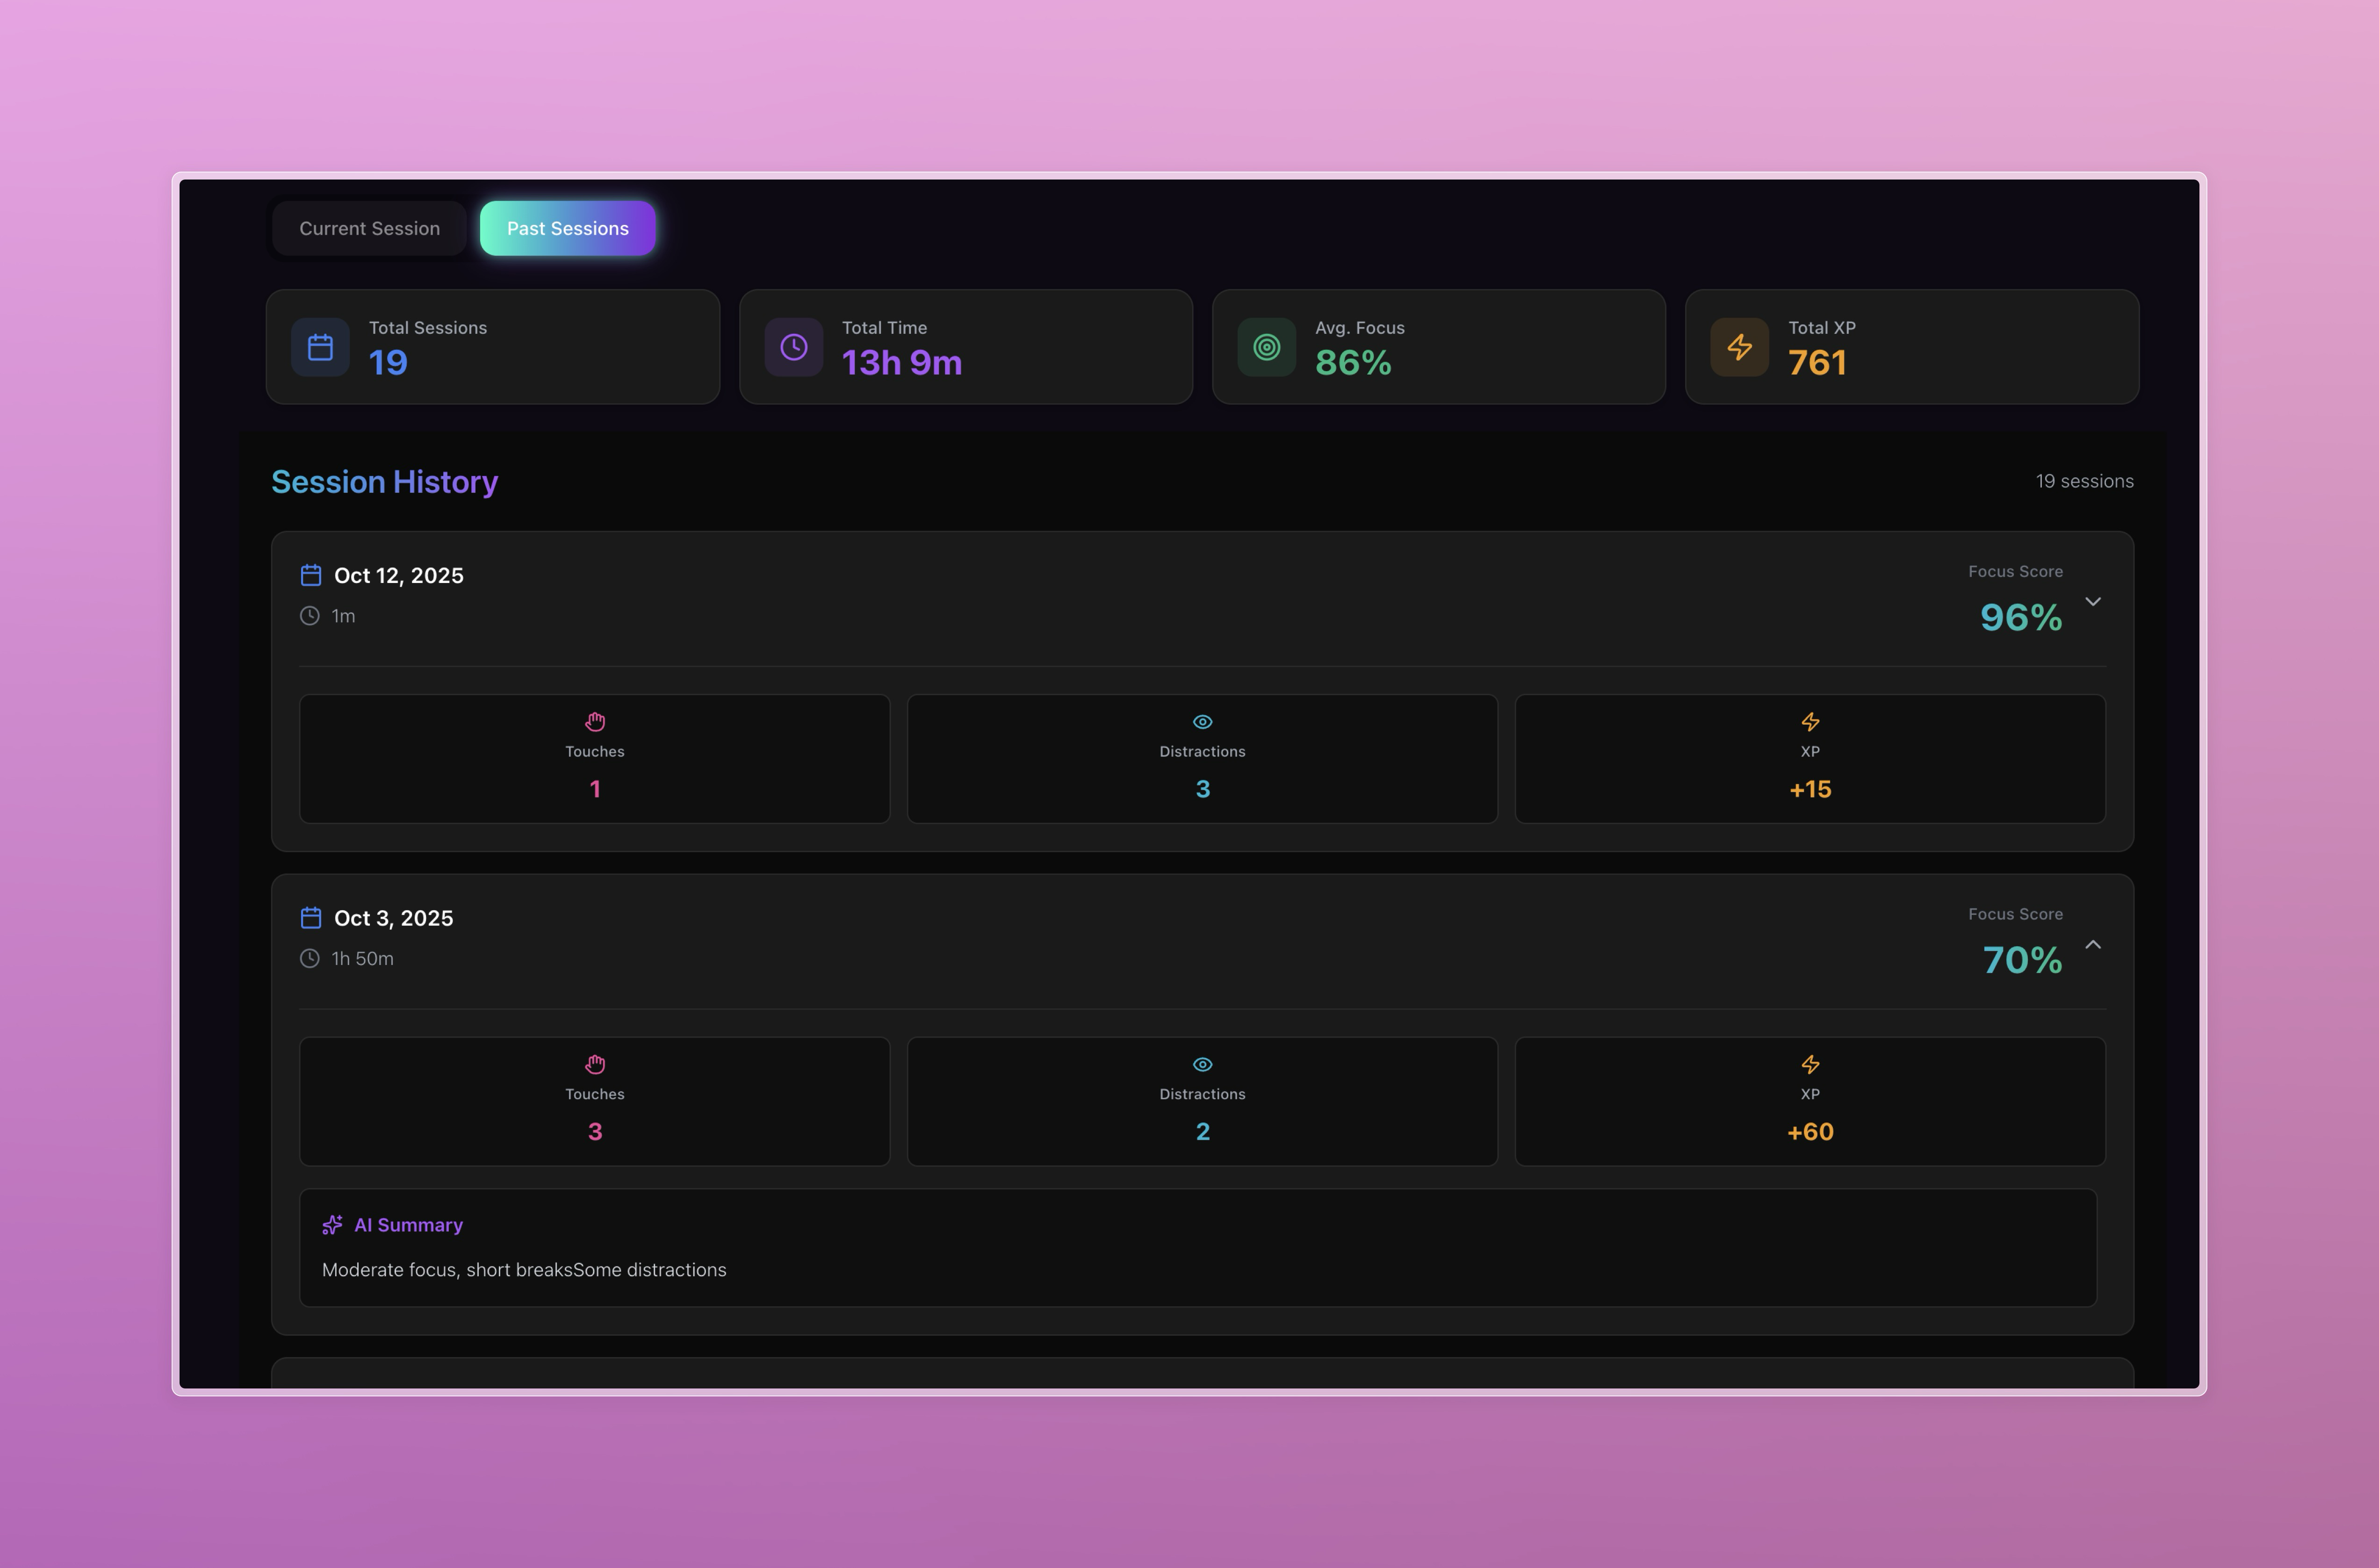 Current Session
Past Sessions
Total Sessions
19
Total Time
13h 9m
Avg. Focus
86%
Total XP
761
Session History
19 sessions
Oct 12, 2025
1m
Focus Score
96%
Touches
1
Distractions
3
XP
+15
Oct 3, 2025
1h 50m
Focus Score
70%
Touches
3
Distractions
2
XP
+60
AI Summary
Moderate focus, short breaksSome distractions